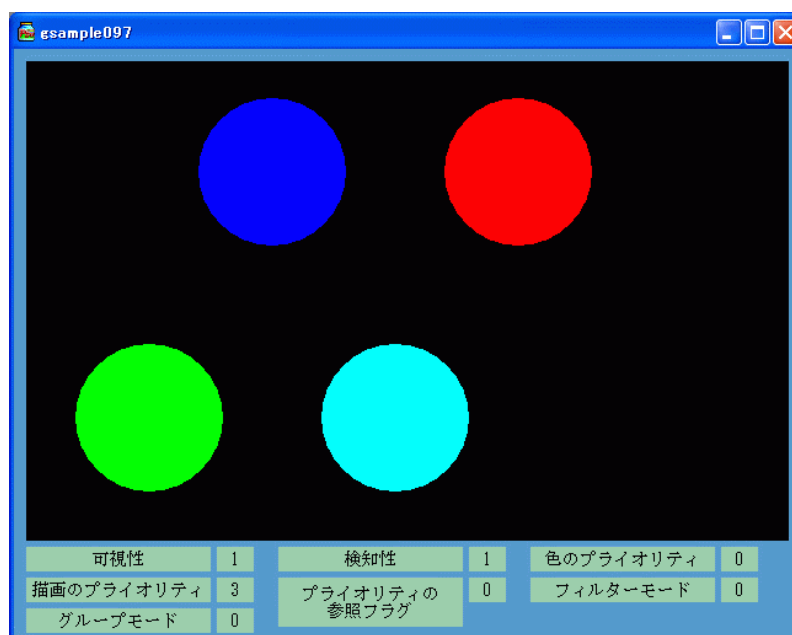 gsample097
可視性 1 検知性 1 色のプライオリティ 0
描画のプライオリティ 3 プライオリティの 0 フィルターモード 0
参照フラグ
グループモード 0